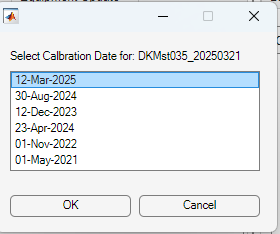 Select Calbration Date for: DKMst035_20250321
12-Mar-2025
30-Aug-2024
12-Dec-2023
23-Apr-2024
01-Nov-2022
01-May-2021
OK Cancel